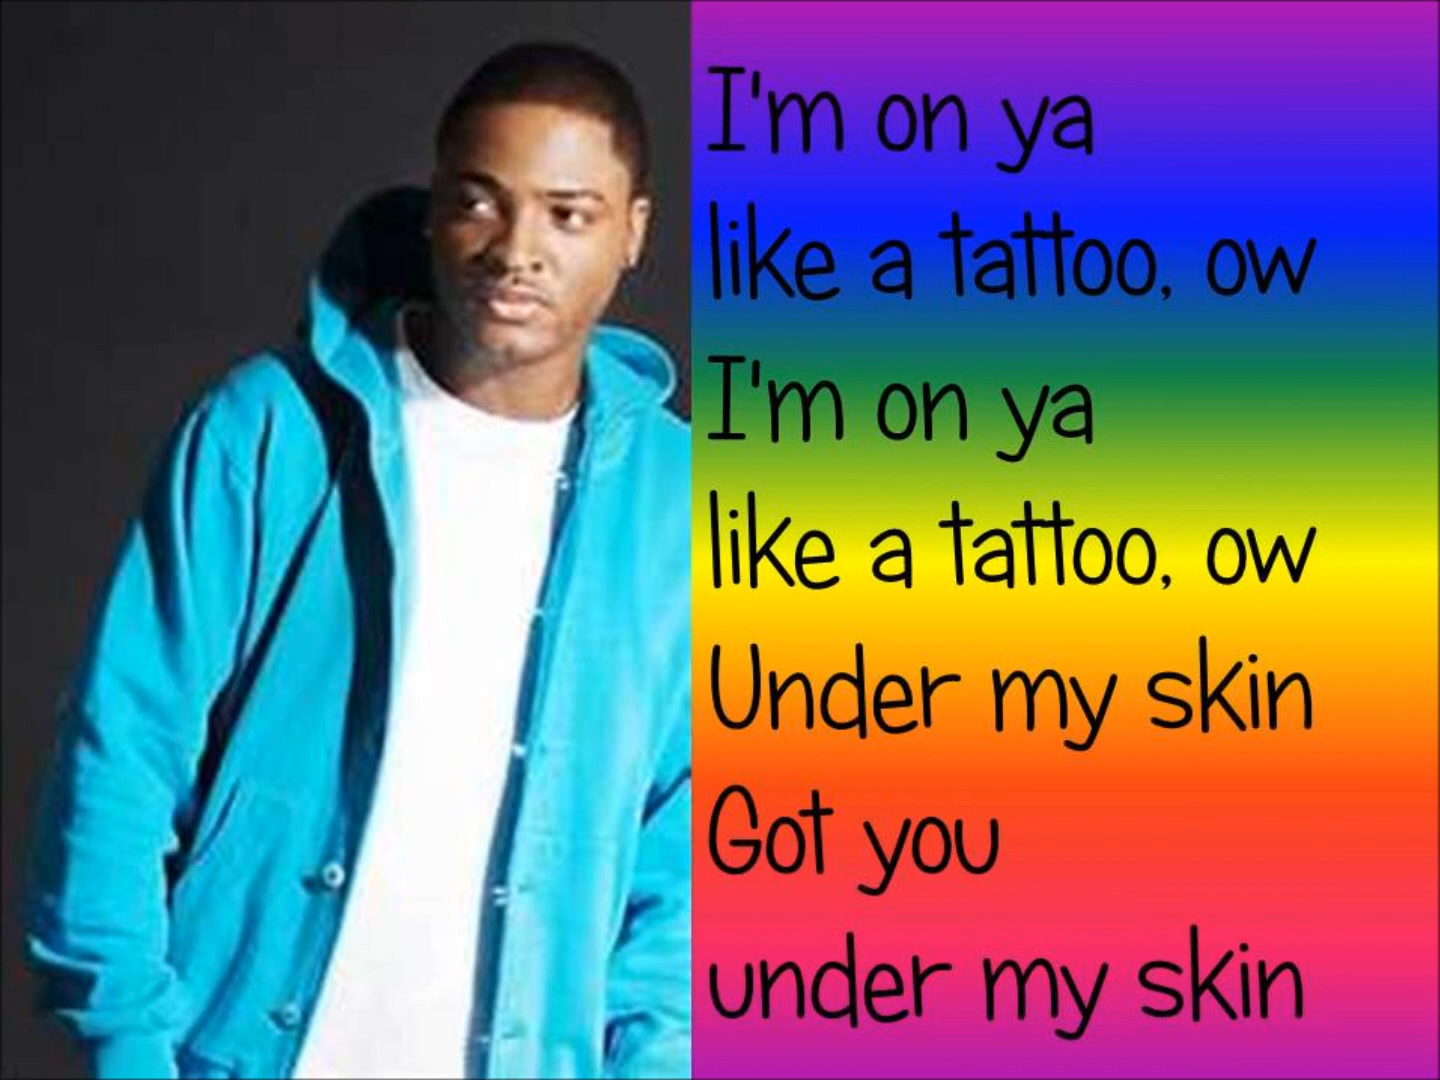 I'm on ya
like a tattoo, ow
I'm on ya
like a tattoo, ow
Under my skin
Got you
under my skin